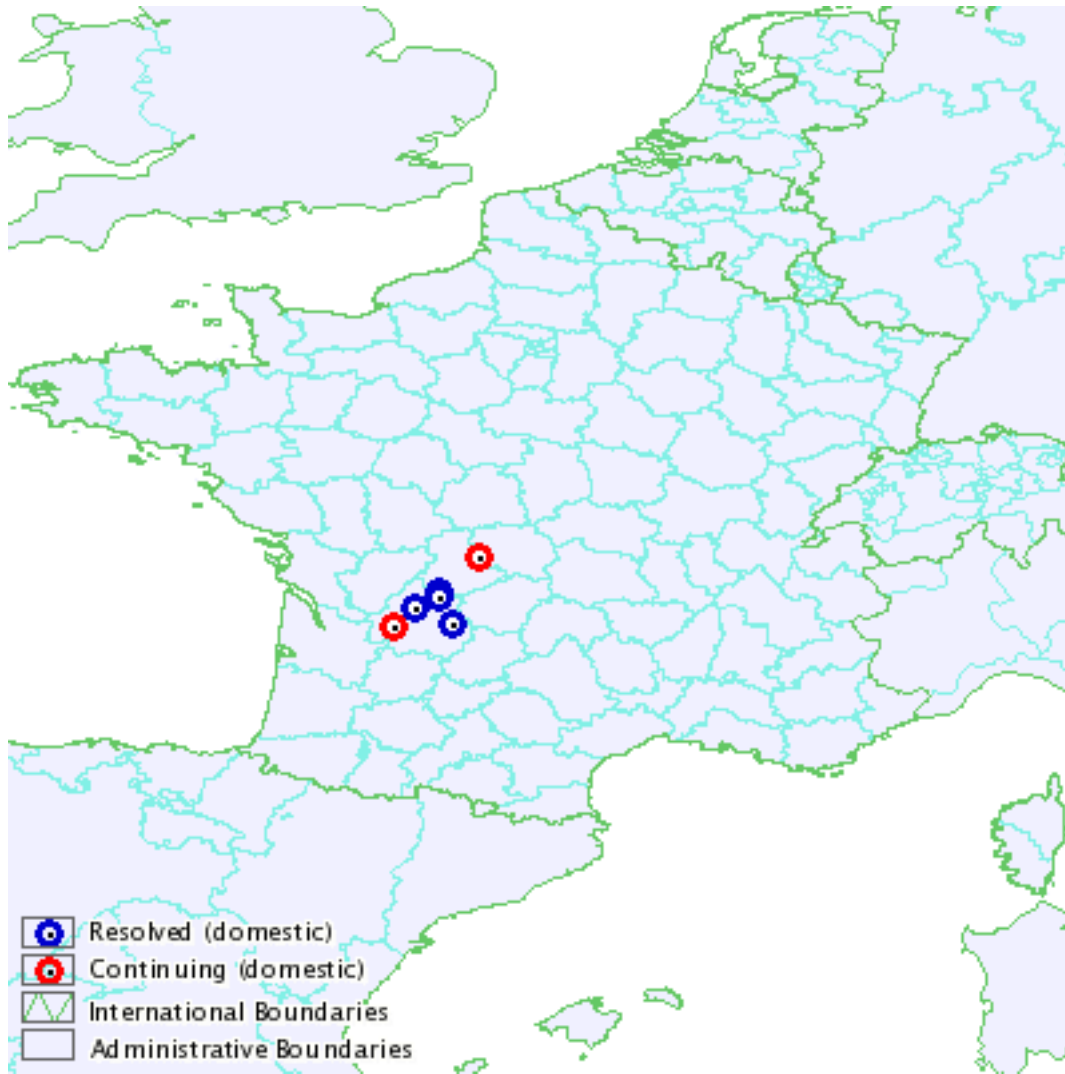 Resolved (domestic)
Continuing (domestic)
International Boundaries
Administrative Boundaries